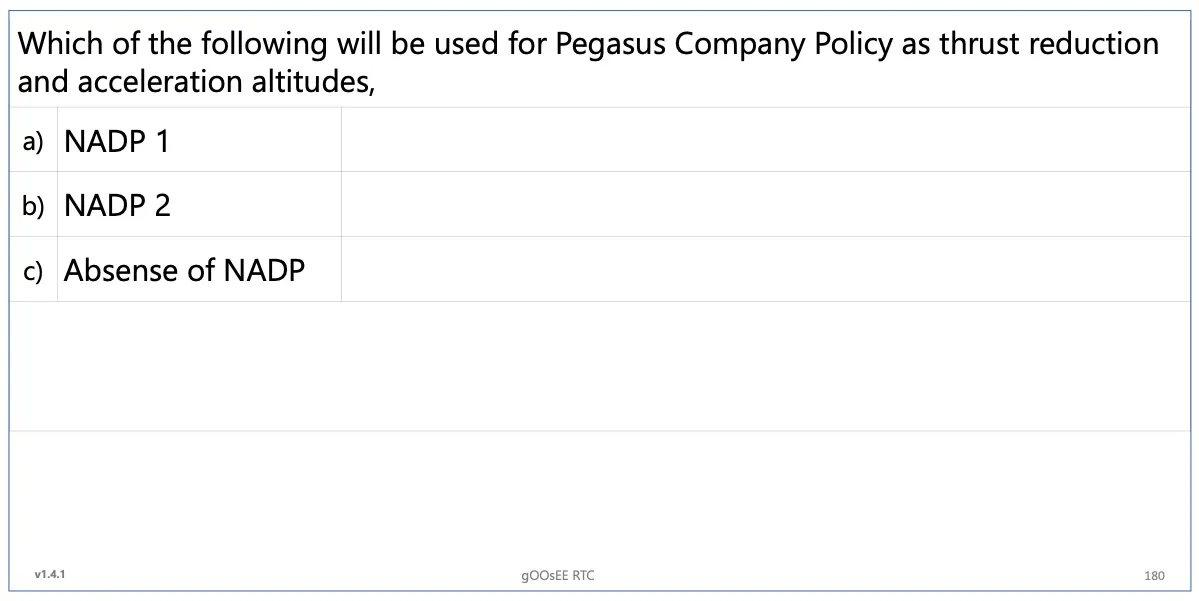 Which of the following will be used for Pegasus Company Policy as thrust reduction
and acceleration altitudes,
a) NADP 1
b) NADP 2
c) Absense of NADP
v1.4.1 gOOsEE RTC 180